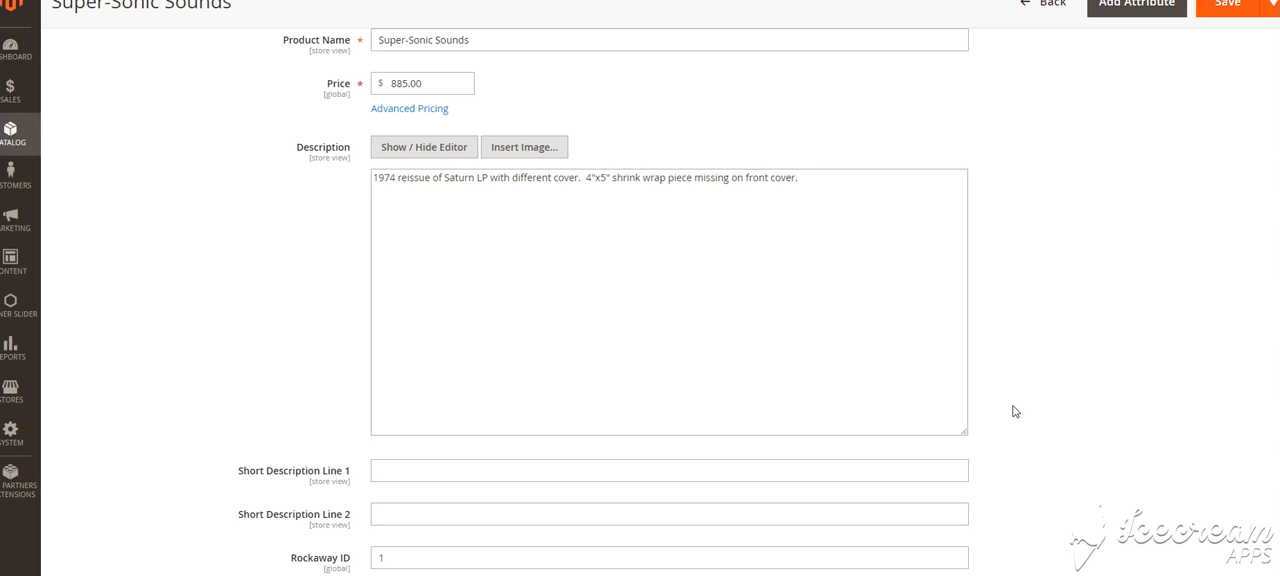 Super-Sonic Sounds
← Back
Add Attribute
Save
Product Name *
[store view]
Super-Sonic Sounds
Price *
[global]
$ 885.00
Advanced Pricing
Description
[store view]
Show / Hide Editor
Insert Image...
1974 reissue of Saturn LP with different cover.  4"x5" shrink wrap piece missing on front cover.
Short Description Line 1
[store view]
Short Description Line 2
[store view]
Rockaway ID
[global]
1
SHBOARD
SALES
ATALOG
STOMERS
RKETING
ONTENT
NER SLIDER
EPORTS
TORES
YSTEM
PARTNERS
XTENSIONS
Icecream
APPS